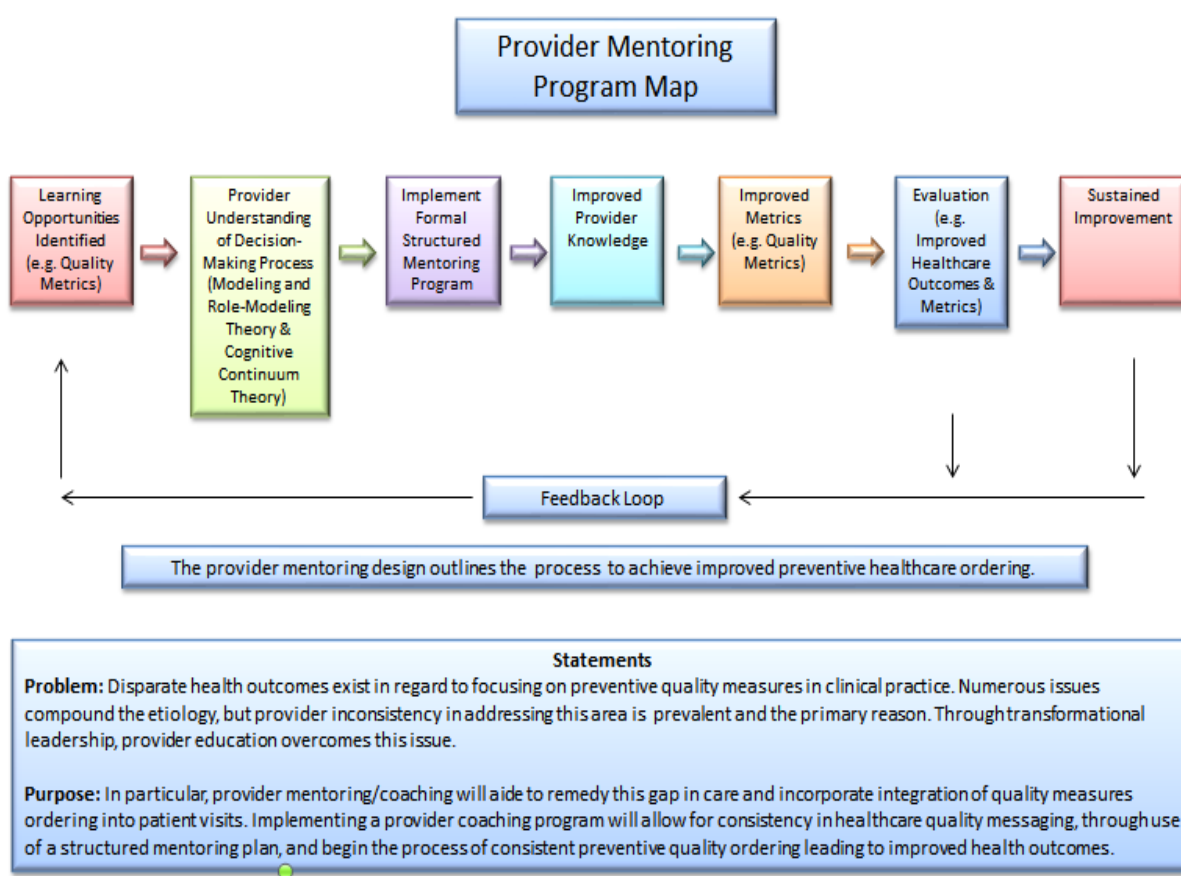 Provider Mentoring
Program Map
Learning
Opportunities
Identified
(e.g. Quality
Metrics)
Provider
Understanding
of Decision-
Making Process
(Modeling and
Role-Modeling
Theory &
Cognitive
Continuum
Theory)
Implement
Formal
Structured
Mentoring
Program
Improved
Provider
Knowledge
Improved
Metrics
(e.g. Quality
Metrics)
Evaluation
(e.g.
Improved
Healthcare
Outcomes &
Metrics)
Sustained
Improvement
Feedback Loop
The provider mentoring design outlines the process to achieve improved preventive healthcare ordering.
Statements
Problem: Disparate health outcomes exist in regard to focusing on preventive quality measures in clinical practice. Numerous issues
compound the etiology, but provider inconsistency in addressing this area is prevalent and the primary reason. Through transformational
leadership, provider education overcomes this issue.
Purpose: In particular, provider mentoring/coaching will aide to remedy this gap in care and incorporate integration of quality measures
ordering into patient visits. Implementing a provider coaching program will allow for consistency in healthcare quality messaging, through use
of a structured mentoring plan, and begin the process of consistent preventive quality ordering leading to improved health outcomes.